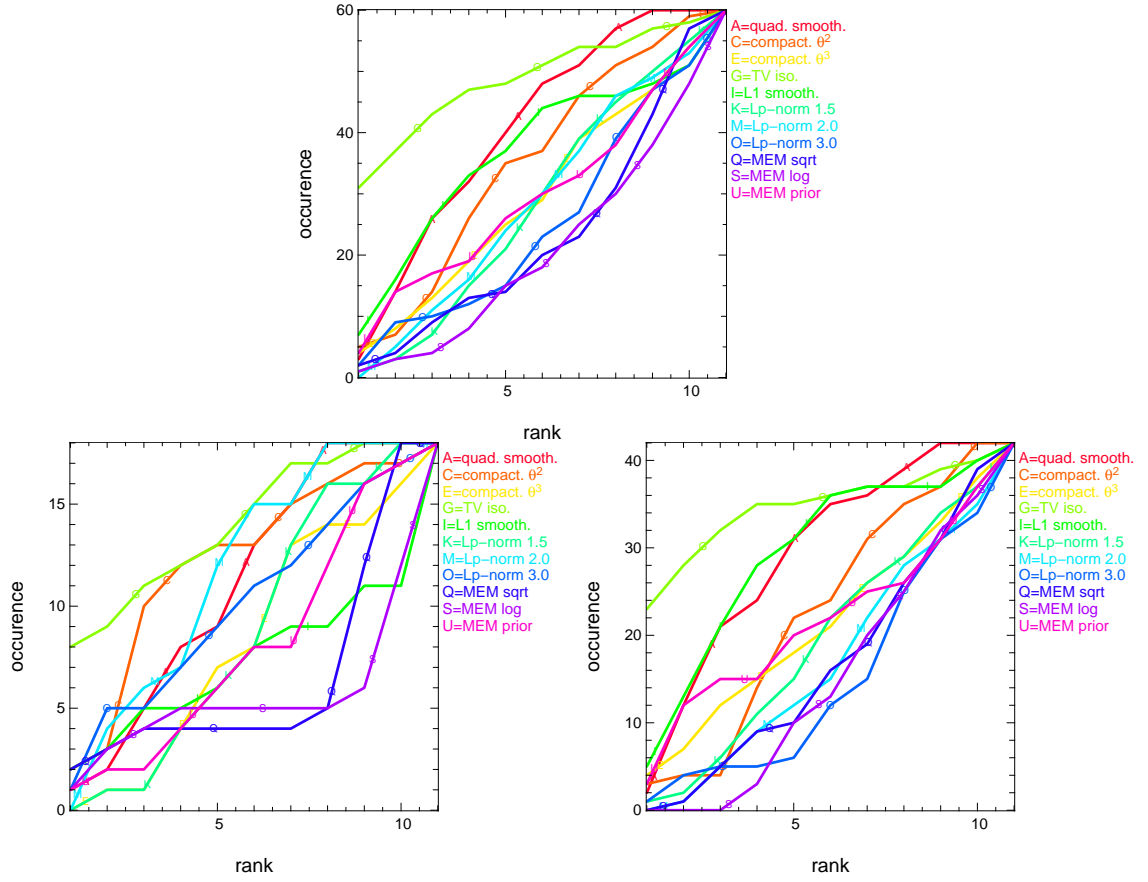 60
40
20
0
occurence
5
10
rank
A=quad. smooth.
C=compact. θ²
E=compact. θ³
G=TV iso.
I=L1 smooth.
K=Lp−norm 1.5
M=Lp−norm 2.0
O=Lp−norm 3.0
Q=MEM sqrt
S=MEM log
U=MEM prior
15
10
5
0
occurence
5
10
rank
A=quad. smooth.
C=compact. θ²
E=compact. θ³
G=TV iso.
I=L1 smooth.
K=Lp−norm 1.5
M=Lp−norm 2.0
O=Lp−norm 3.0
Q=MEM sqrt
S=MEM log
U=MEM prior
40
30
20
10
0
occurence
5
10
rank
A=quad. smooth.
C=compact. θ²
E=compact. θ³
G=TV iso.
I=L1 smooth.
K=Lp−norm 1.5
M=Lp−norm 2.0
O=Lp−norm 3.0
Q=MEM sqrt
S=MEM log
U=MEM prior